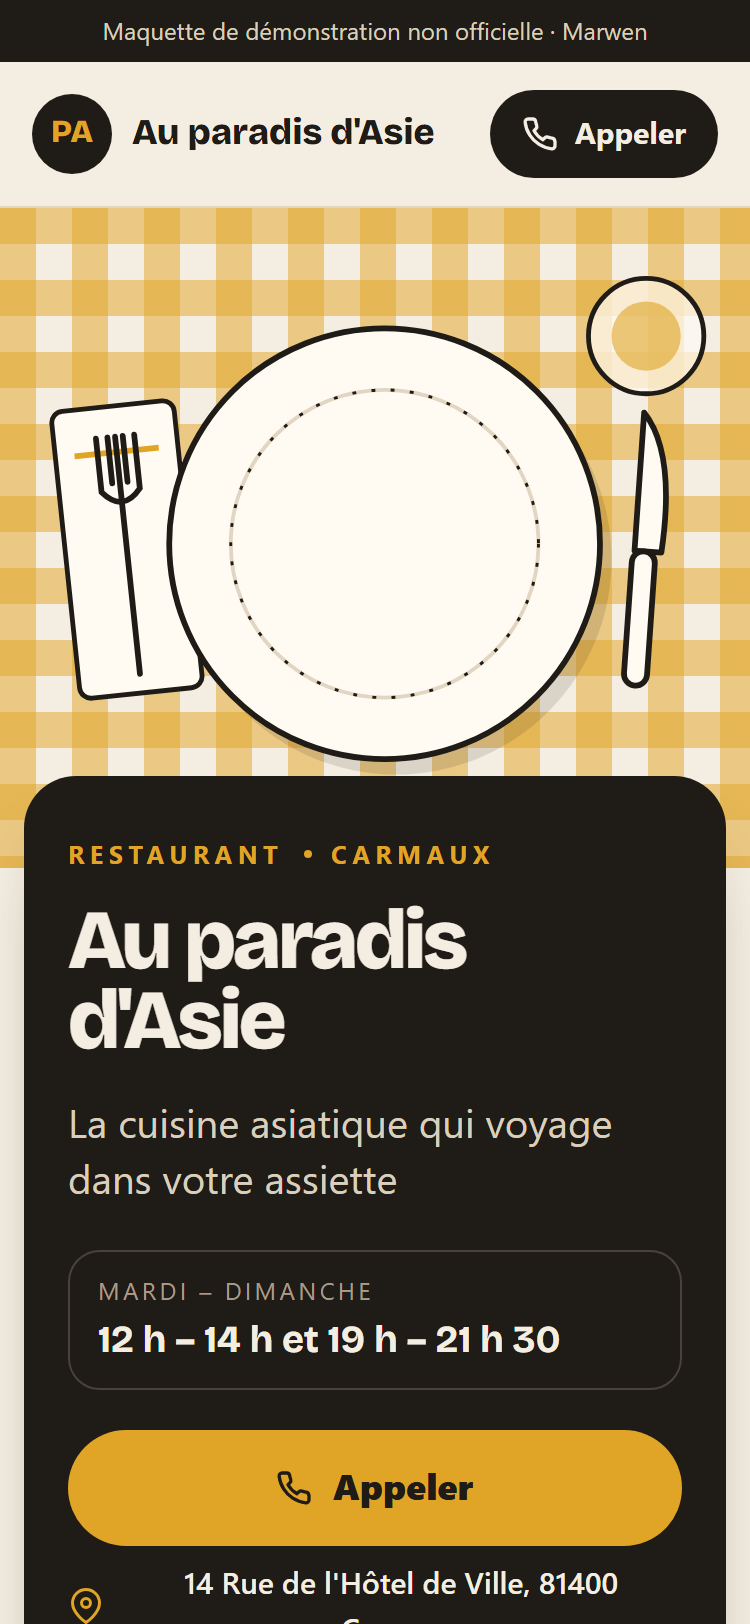 Maquette de démonstration non officielle · Marwen
PA
Au paradis d'Asie
Appeler
RESTAURANT • CARMAUX
Au paradis
d'Asie
La cuisine asiatique qui voyage
dans votre assiette
MARDI – DIMANCHE
12 h – 14 h et 19 h – 21 h 30
Appeler
14 Rue de l'Hôtel de Ville, 81400